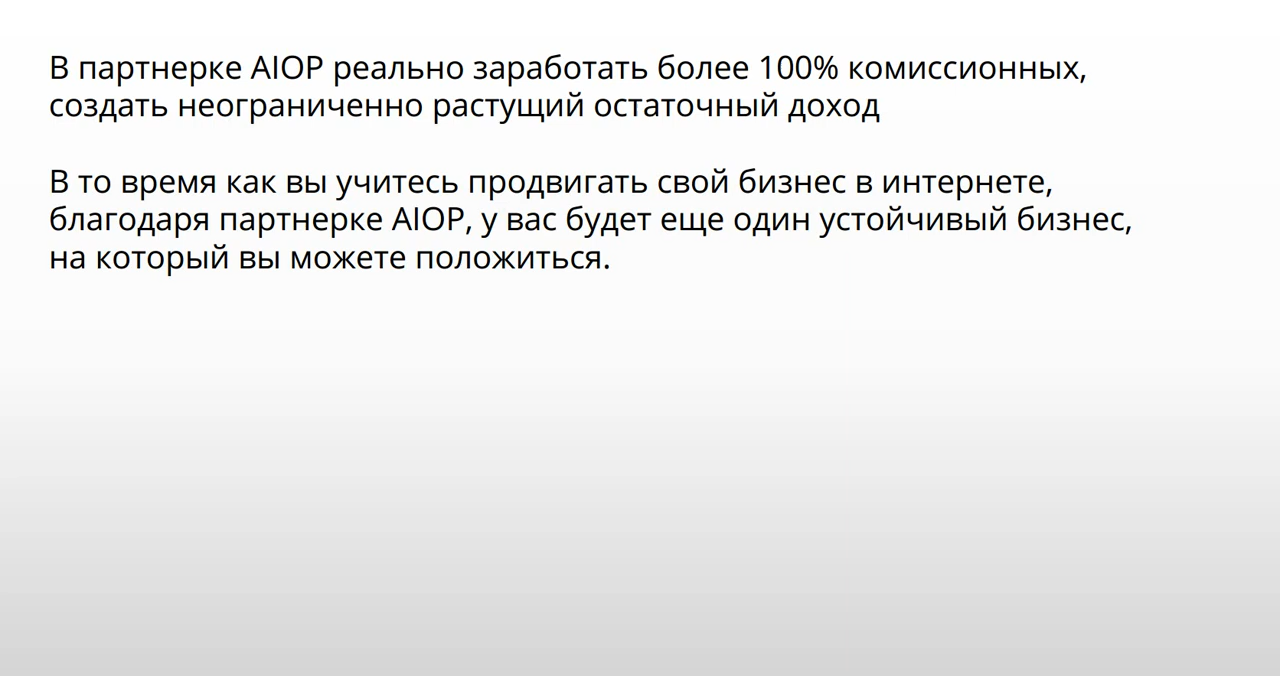 В партнерке AIOP реально заработать более 100% комиссионных,
создать неограниченно растущий остаточный доход
В то время как вы учитесь продвигать свой бизнес в интернете,
благодаря партнерке AIOP, у вас будет еще один устойчивый бизнес,
на который вы можете положиться.